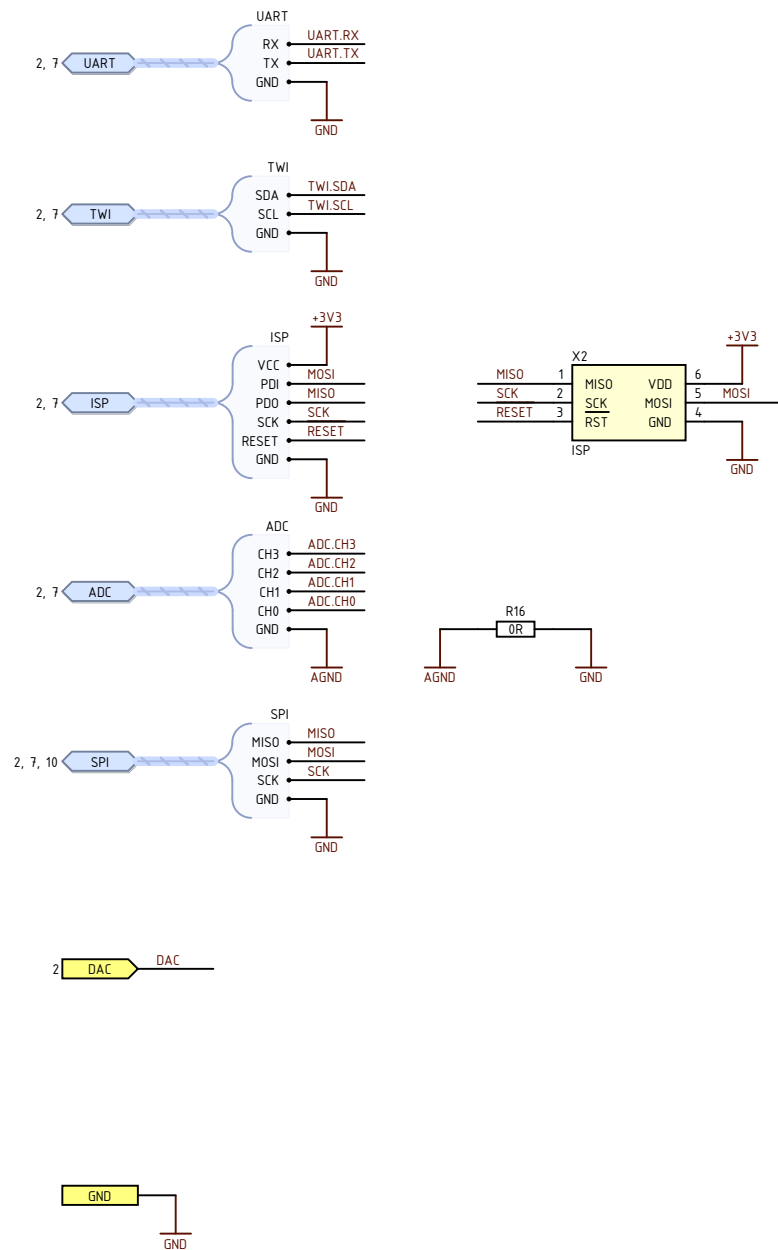 UART
2, 7 UART RX UART.RX
TX UART.TX
GND
GND
TWI
2, 7 TWI SDA TWI.SDA
SCL TWI.SCL
GND
GND
+3V3
ISP
VCC
2, 7 ISP PDI MOSI
PDO MISO
SCK SCK
RESET RESET
GND
GND
+3V3
X2
MISO 1 MISO VDD 6
SCK 2 SCK MOSI 5 MOSI
RESET 3 RST GND 4
ISP
GND
ADC
2, 7 ADC CH3 ADC.CH3
CH2 ADC.CH2
CH1 ADC.CH1
CH0 ADC.CH0
GND
AGND
R16
0R
AGND GND
SPI
2, 7, 10 SPI MISO MISO
MOSI MOSI
SCK SCK
GND
GND
2 DAC DAC
GND
GND